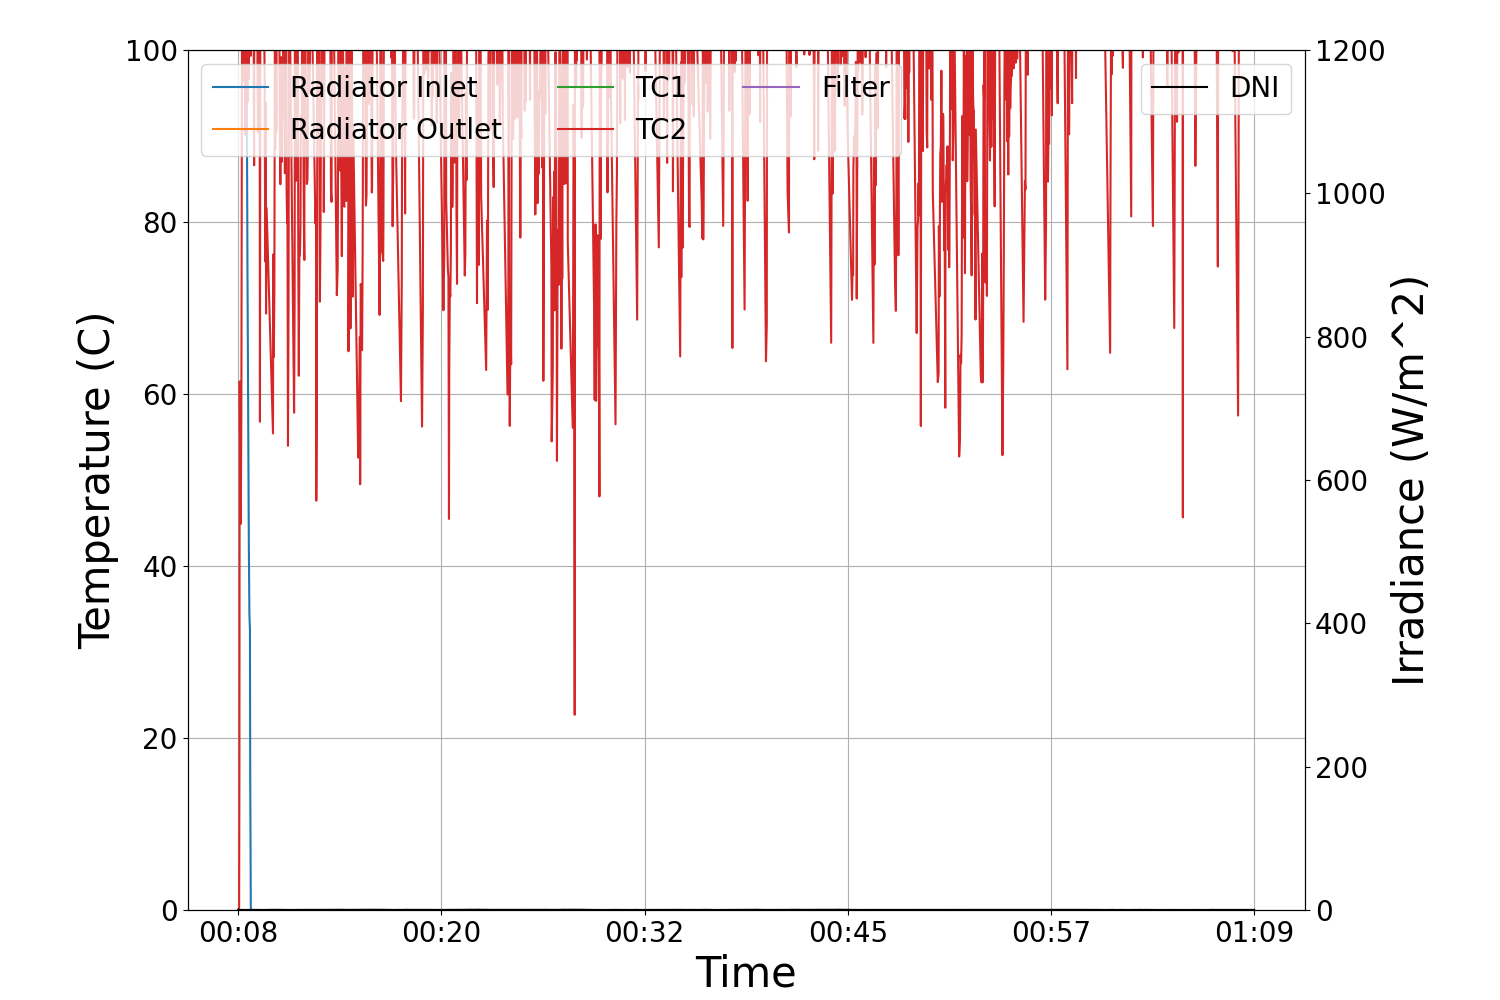 100
80
60
40
20
0
Temperature (C)
Radiator Inlet
Radiator Outlet
TC1
TC2
Filter
DNI
1200
1000
800
600
400
200
0
Irradiance (W/m^2)
00:08 00:20 00:32 00:45 00:57 01:09
Time